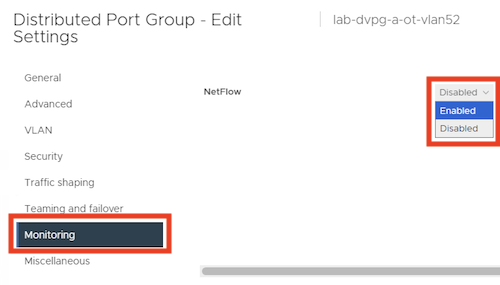 Distributed Port Group - Edit
Settings
lab-dvpg-a-ot-vlan52
General
Advanced
VLAN
Security
Traffic shaping
Teaming and failover
Monitoring
Miscellaneous
NetFlow
Disabled
Enabled
Disabled